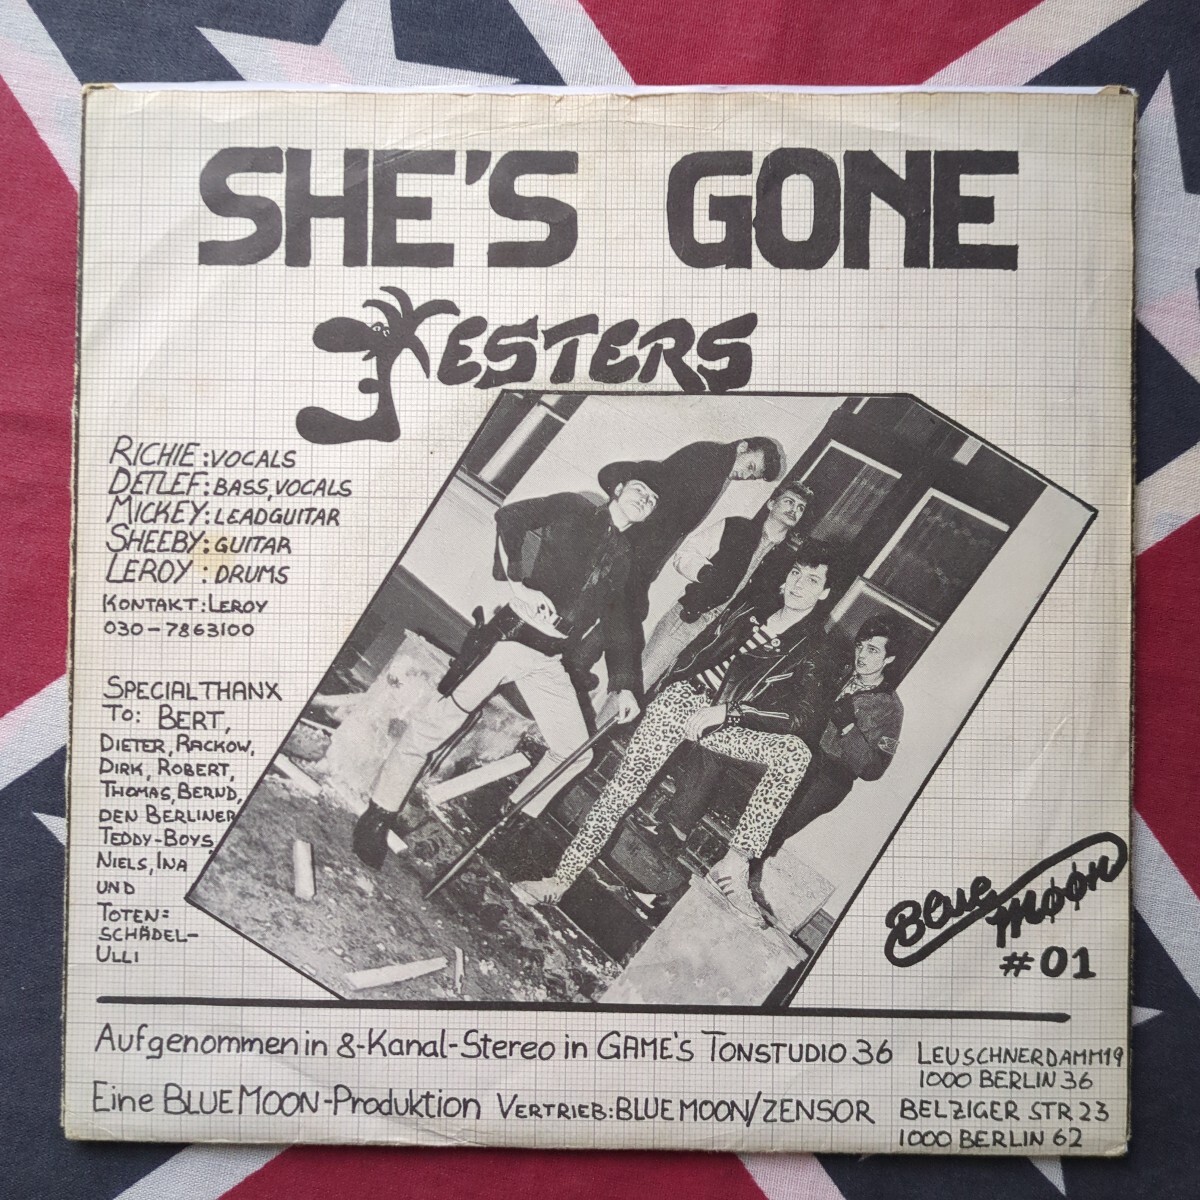 SHE'S GONE
JESTERS
RICHIE: VOCALS
DETLEF: BASS, VOCALS
MICKEY: LEADGUITAR
SHEEBY: GUITAR
LEROY: DRUMS
KONTAKT: LEROY
030-7863100
SPECIAL THANX
TO: BERT,
DIETER, RACKOW,
DIRK, ROBERT,
THOMAS, BERND,
DEN BERLINER
TEDDY-BOYS,
NIELS, INA
UND
TOTEN=
SCHÄDEL-
ULLI
Blue
MØØN
#01
Aufgenommen in 8-Kanal-Stereo in GAME'S TONSTUDIO 36 LEUSCHNERDAMM 19
1000 BERLIN 36
Eine BLUE MOON-Produktion VERTRIEB: BLUE MOON/ZENSOR BELZIGER STR 23
1000 BERLIN 62